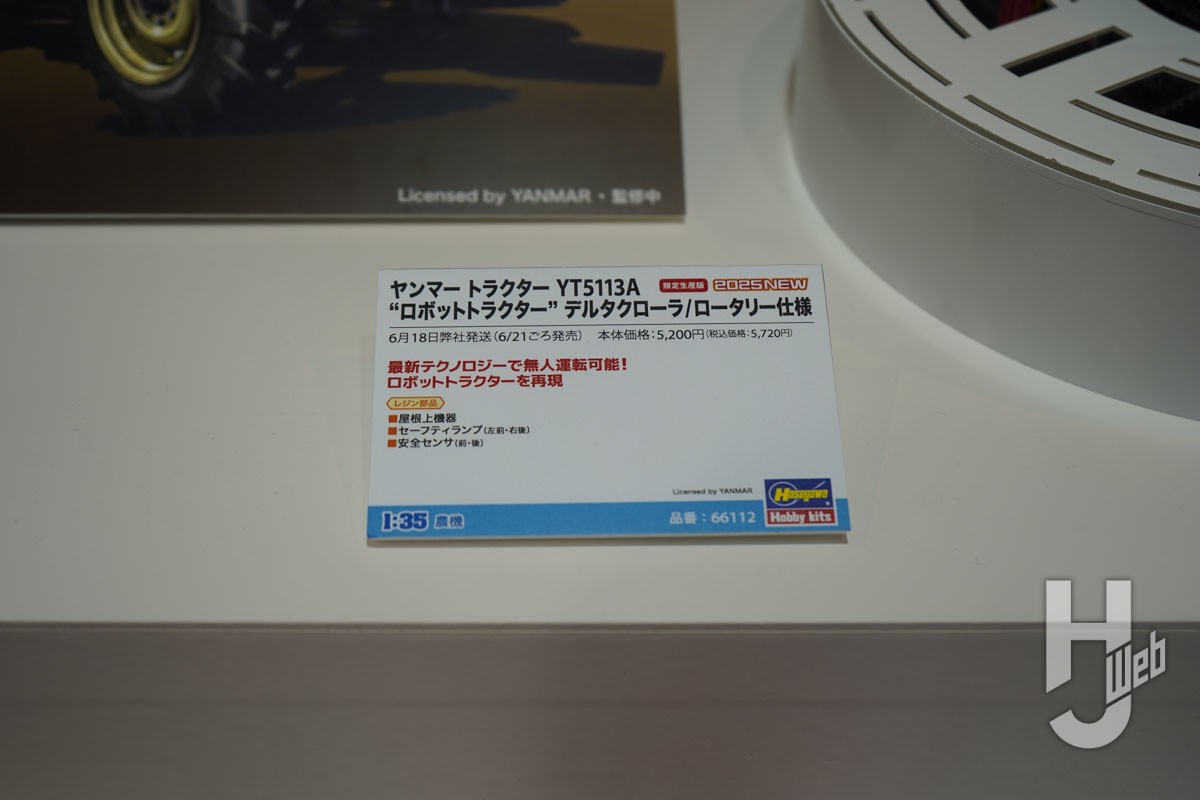 Licensed by YANMAR・監修中
ヤンマー トラクター YT5113A 限定生産版 2025NEW
“ロボットトラクター” デルタクローラ/ロータリー仕様
6月18日弊社発送(6/21ごろ発売) 本体価格:5,200円(税込価格:5,720円)
最新テクノロジーで無人運転可能!
ロボットトラクターを再現
レジン部品
■屋根上機器
■セーフティランプ(左前・右後)
■安全センサ(前・後)
Licensed by YANMAR
1:35 農機 品番:66112
Hasegawa
Hobby kits
HJ Web